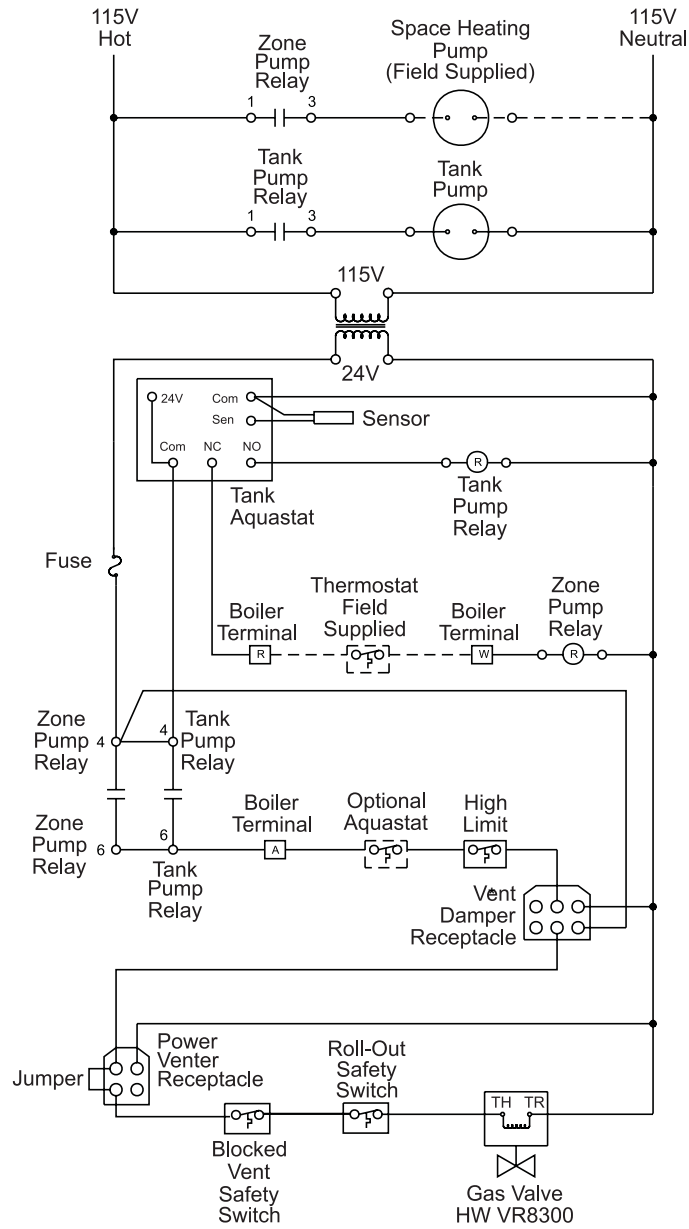 115V
Hot
115V
Neutral
Zone
Pump
Relay
Space Heating
Pump
(Field Supplied)
1
3
Tank
Pump
Relay
Tank
Pump
1
3
115V
24V
24V
Com
Sen
Sensor
Com
NC
NO
R
Tank
Aquastat
Tank
Pump
Relay
Fuse
Boiler
Terminal
Thermostat
Field
Supplied
Boiler
Terminal
Zone
Pump
Relay
R
W
R
Zone
Pump
Relay
4
4
Tank
Pump
Relay
Zone
Pump
Relay
6
6
Tank
Pump
Relay
Boiler
Terminal
A
Optional
Aquastat
High
Limit
Vent
Damper
Receptacle
*
Jumper
Power
Venter
Receptacle
Roll-Out
Safety
Switch
Blocked
Vent
Safety
Switch
TH
TR
Gas Valve
HW VR8300